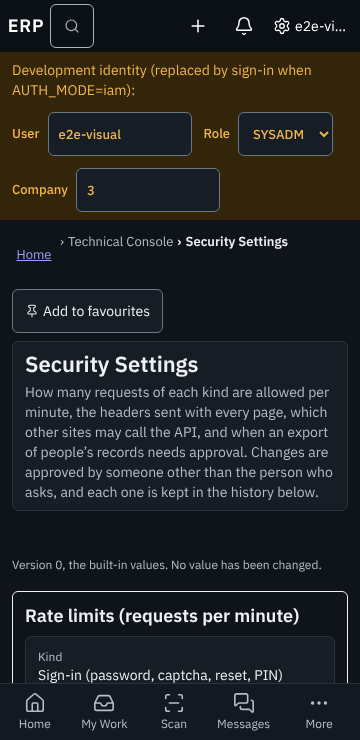 ERP e2e-vi...
Development identity (replaced by sign-in when
AUTH_MODE=iam):
User e2e-visual Role SYSADM
Company 3
Home › Technical Console › Security Settings
Add to favourites
Security Settings
How many requests of each kind are allowed per
minute, the headers sent with every page, which
other sites may call the API, and when an export
of people's records needs approval. Changes are
approved by someone other than the person who
asks, and each one is kept in the history below.
Version 0, the built-in values. No value has been changed.
Rate limits (requests per minute)
Kind
Sign-in (password, captcha, reset, PIN)
Home My Work Scan Messages More